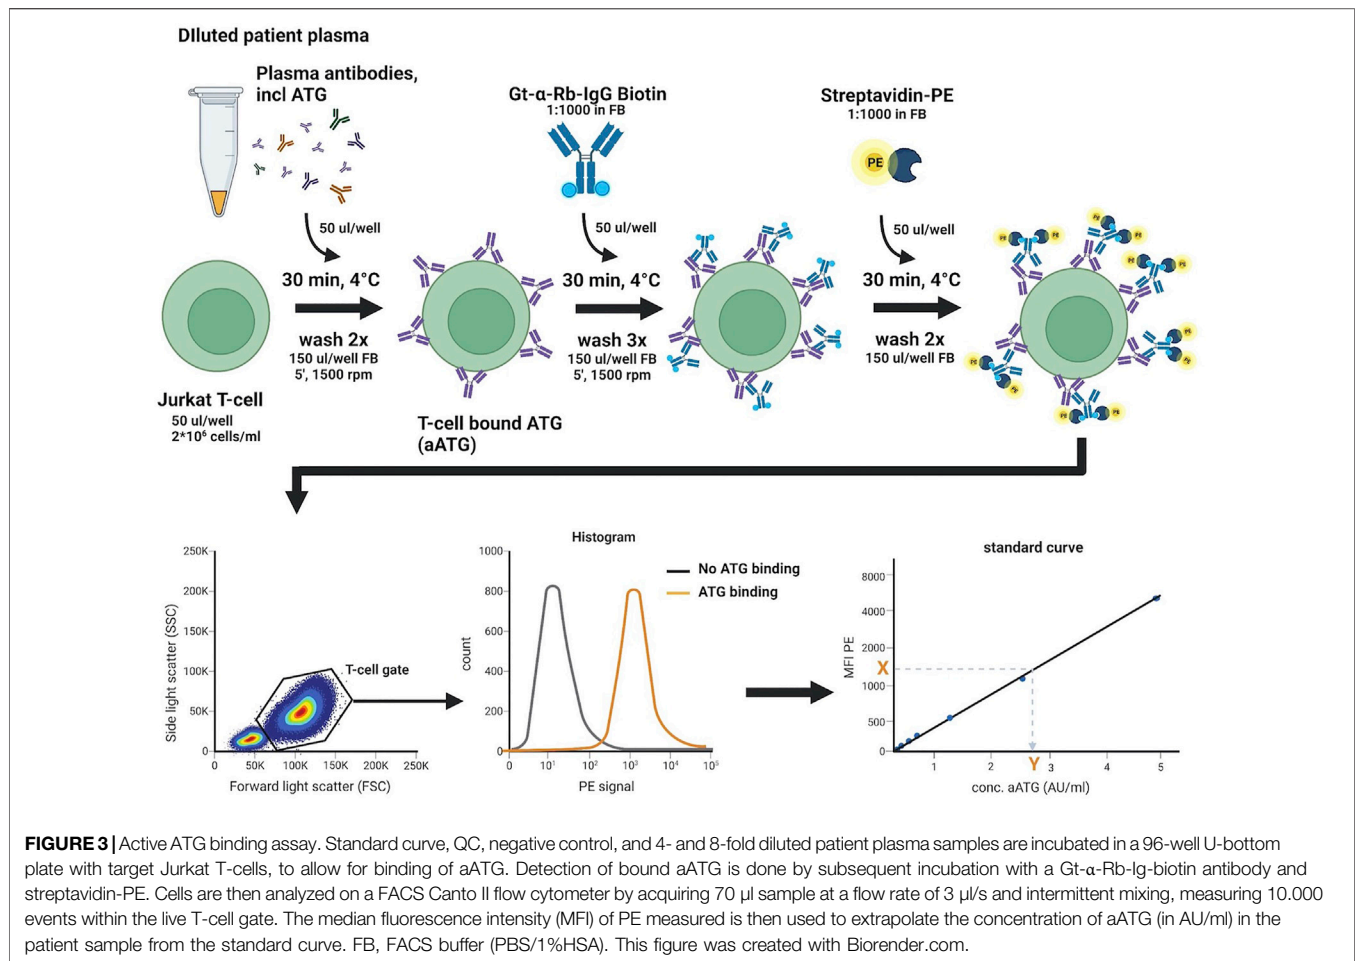 DIluted patient plasma
Plasma antibodies,
incl ATG
50 ul/well
Gt-α-Rb-IgG Biotin
1:1000 in FB
50 ul/well
Streptavidin-PE
1:1000 in FB
PE
50 ul/well
30 min, 4°C
wash 2x
150 ul/well FB
5', 1500 rpm
30 min, 4°C
wash 3x
150 ul/well FB
5', 1500 rpm
30 min, 4°C
wash 2x
150 ul/well FB
PE
PE
PE
PE
PE
PE
PE
PE
PE
PE
PE
PE
Jurkat T-cell
50 ul/well
2*10⁶ cells/ml
T-cell bound ATG
(aATG)
250K
200K
150K
100K
50K
0
Side light scatter (SSC)
T-cell gate
0
50K
100K
150K
200K
250K
Forward light scatter (FSC)
Histogram
1000
800
600
400
200
0
count
No ATG binding
ATG binding
0
10¹
10²
10³
10⁴
10⁵
PE signal
standard curve
8000
4000
2000
X
1000
500
0
MFI PE
1
2
Y
3
4
5
conc. aATG (AU/ml)
FIGURE 3 | Active ATG binding assay. Standard curve, QC, negative control, and 4- and 8-fold diluted patient plasma samples are incubated in a 96-well U-bottom
plate with target Jurkat T-cells, to allow for binding of aATG. Detection of bound aATG is done by subsequent incubation with a Gt-α-Rb-Ig-biotin antibody and
streptavidin-PE. Cells are then analyzed on a FACS Canto II flow cytometer by acquiring 70 µl sample at a flow rate of 3 µl/s and intermittent mixing, measuring 10.000
events within the live T-cell gate. The median fluorescence intensity (MFI) of PE measured is then used to extrapolate the concentration of aATG (in AU/ml) in the
patient sample from the standard curve. FB, FACS buffer (PBS/1%HSA). This figure was created with Biorender.com.